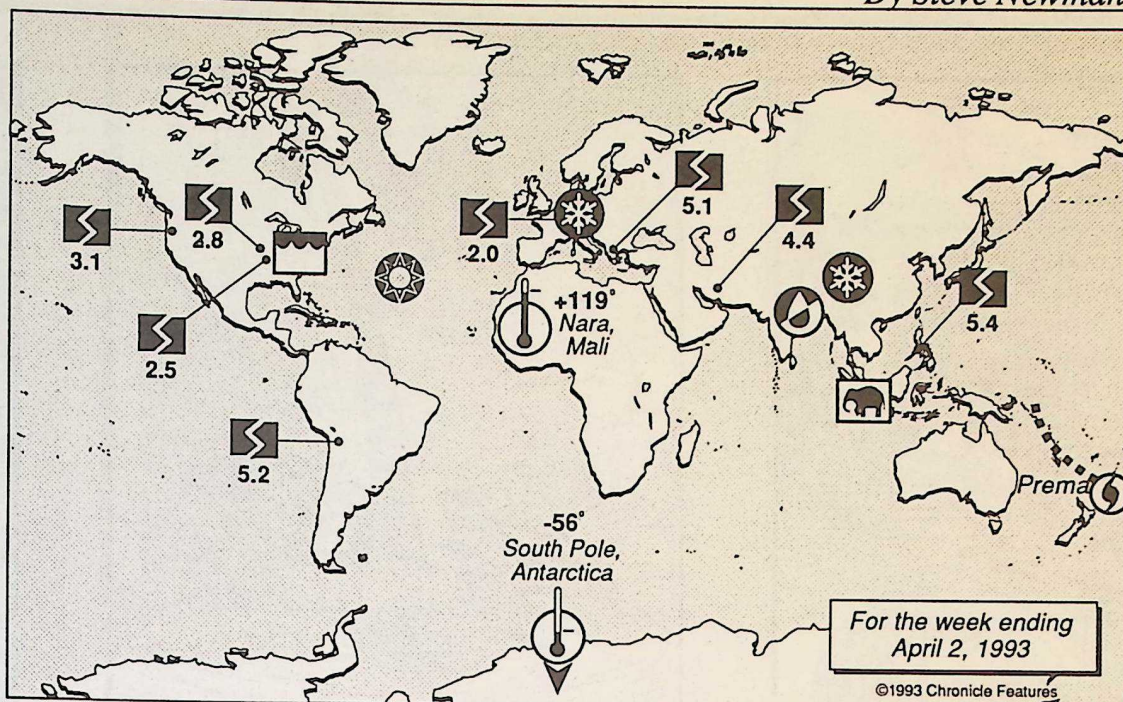 By Steve Newman
3.1
2.8
2.5
5.2
2.0
5.1
4.4
5.4
+119°
Nara,
Mali
Prema
-56°
South Pole,
Antarctica
For the week ending
April 2, 1993
©1993 Chronicle Features